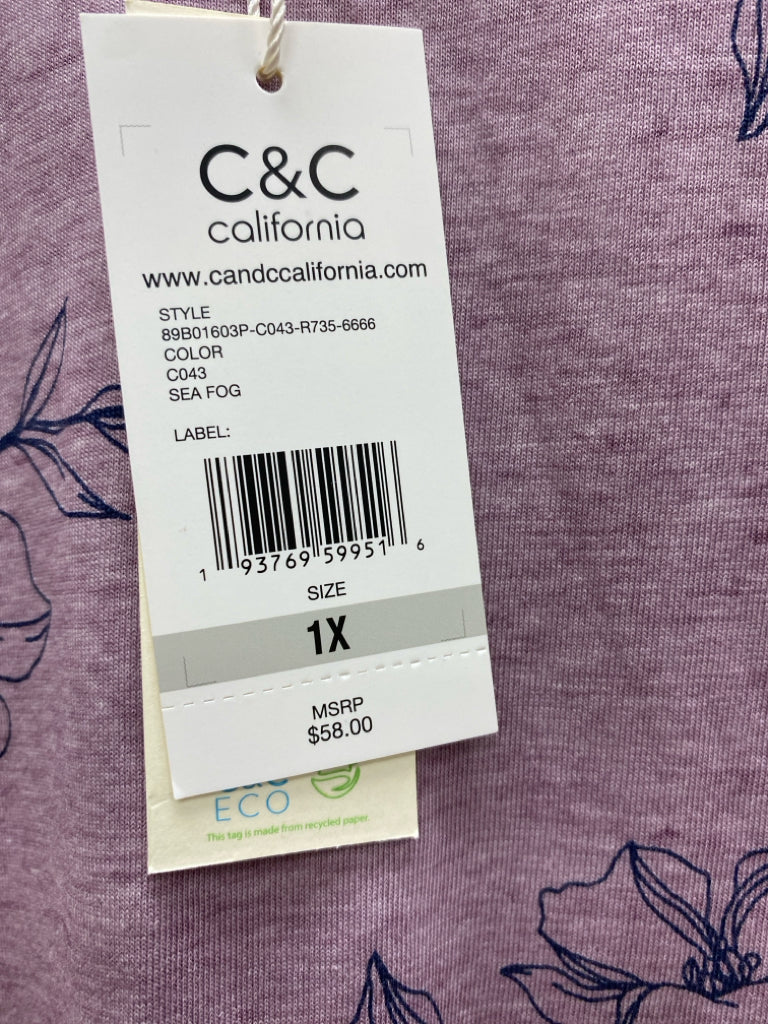 C&C
california
www.candccalifornia.com
STYLE
89B01603P-C043-R735-6666
COLOR
C043
SEA FOG
LABEL:
1 93769 59951 6
SIZE
1X
MSRP
$58.00
ECO
This tag is made from recycled paper.